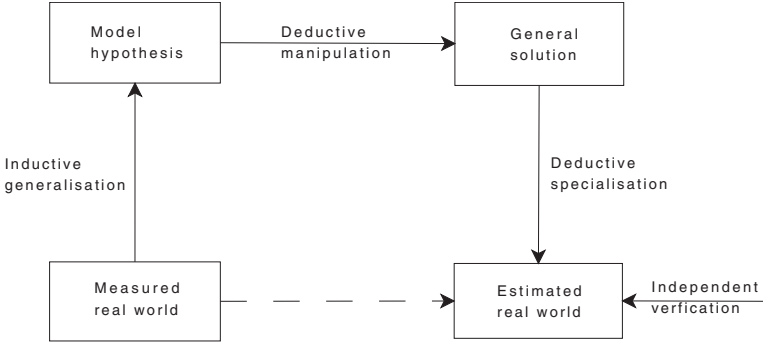 Model
hypothesis
Deductive
manipulation
General
solution
Inductive
generalisation
Deductive
specialisation
Measured
real world
Estimated
real world
Independent
verfication